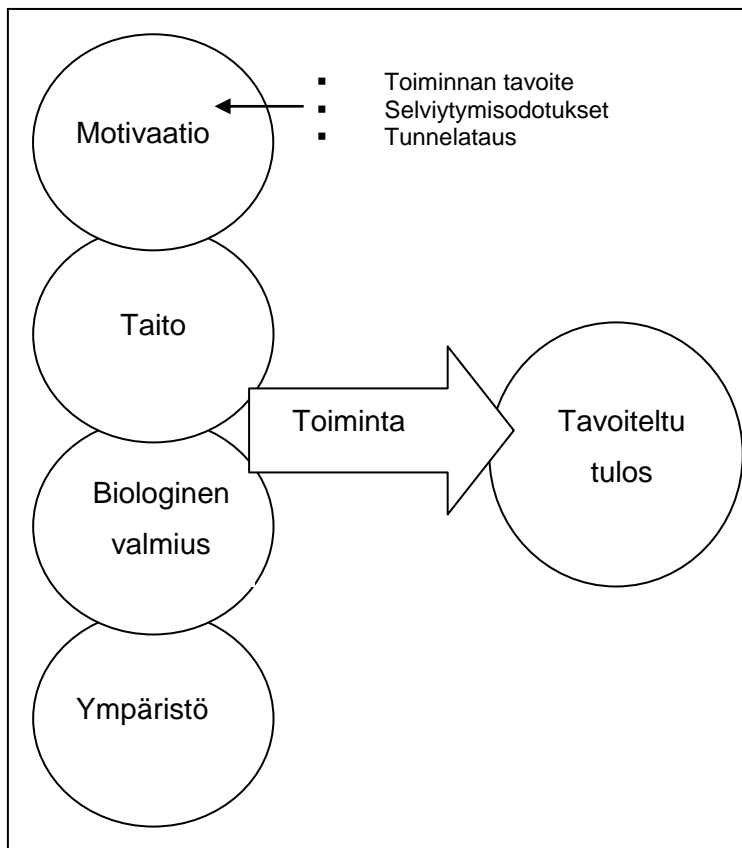 ▪ Toiminnan tavoite
▪ Selviytymisodotukset
▪ Tunnelataus
Motivaatio
Taito
Toiminta
Tavoiteltu
tulos
Biologinen
valmius
Ympäristö